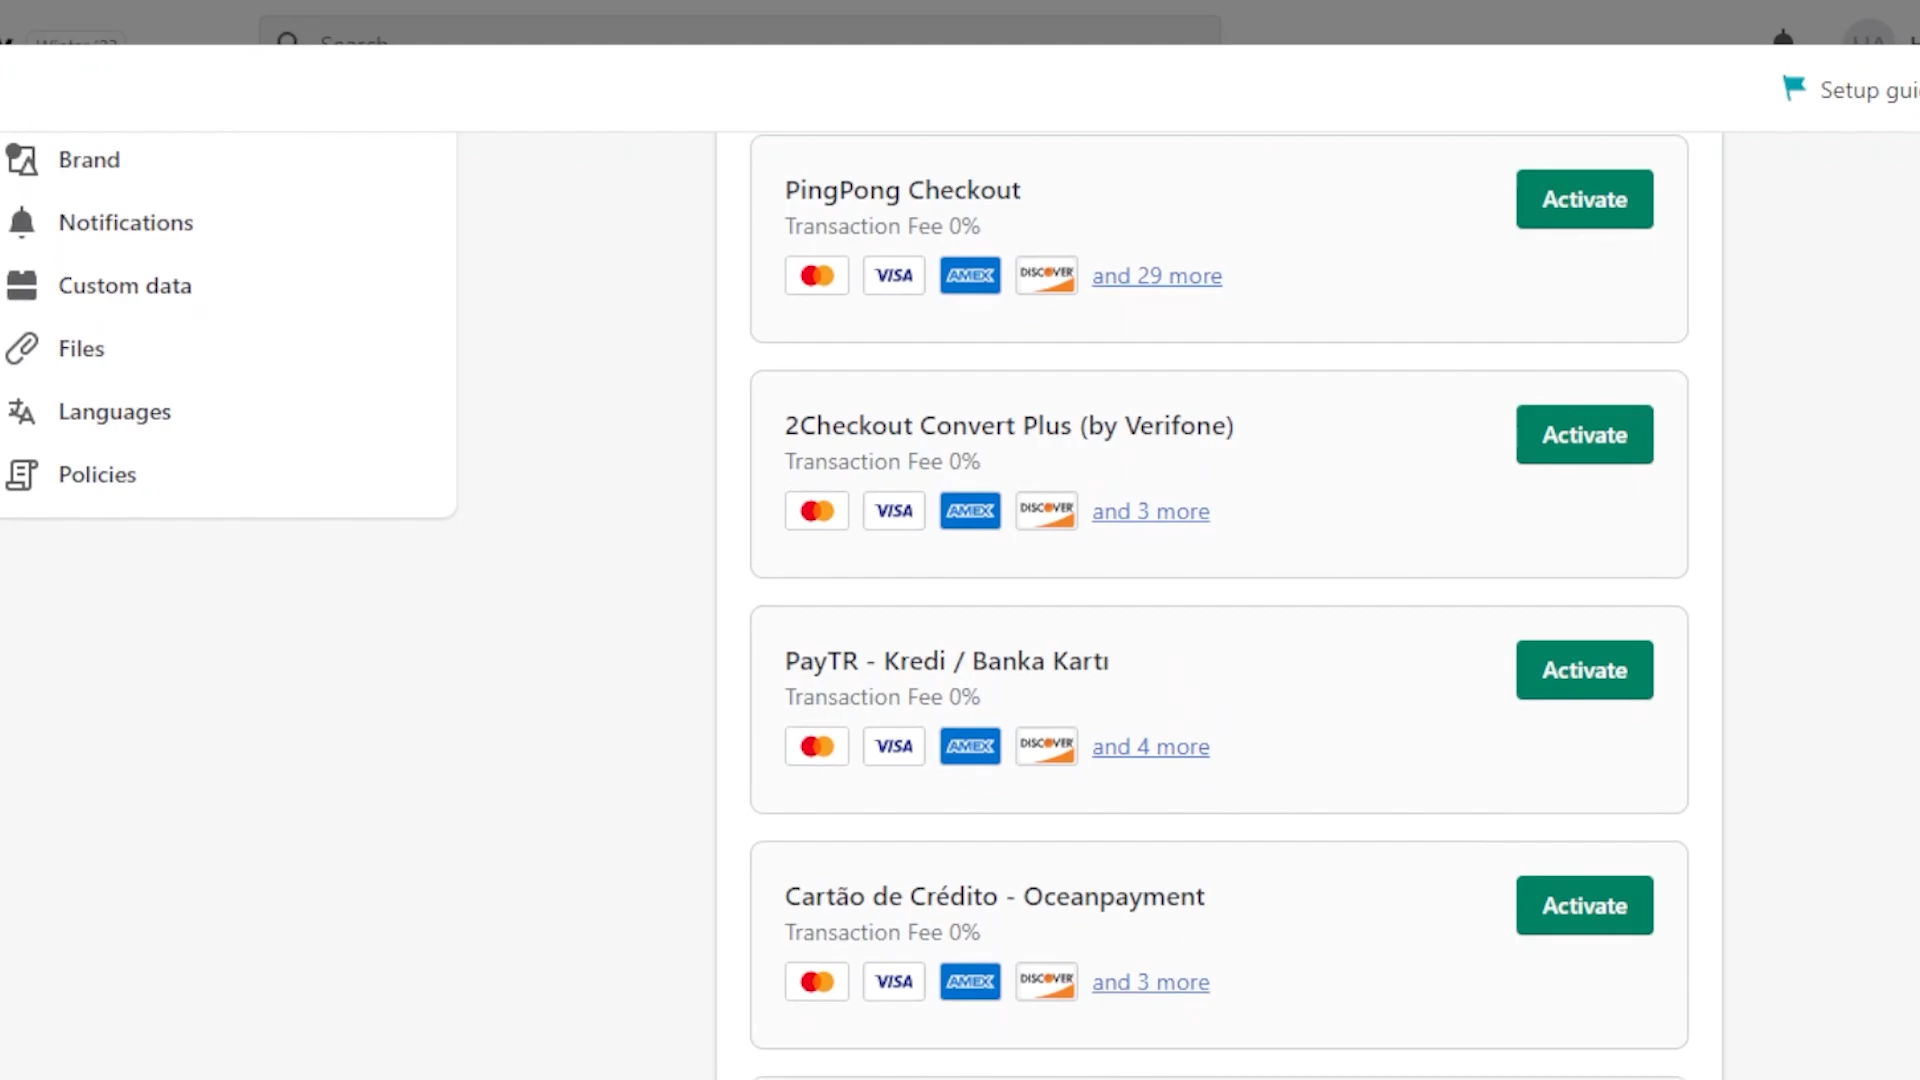 Winter '23
Search
Setup gui
Brand
Notifications
Custom data
Files
Languages
Policies
PingPong Checkout
Activate
Transaction Fee 0%
VISA AMEX DISCOVER and 29 more
2Checkout Convert Plus (by Verifone)
Activate
Transaction Fee 0%
VISA AMEX DISCOVER and 3 more
PayTR - Kredi / Banka Kartı
Activate
Transaction Fee 0%
VISA AMEX DISCOVER and 4 more
Cartão de Crédito - Oceanpayment
Activate
Transaction Fee 0%
VISA AMEX DISCOVER and 3 more